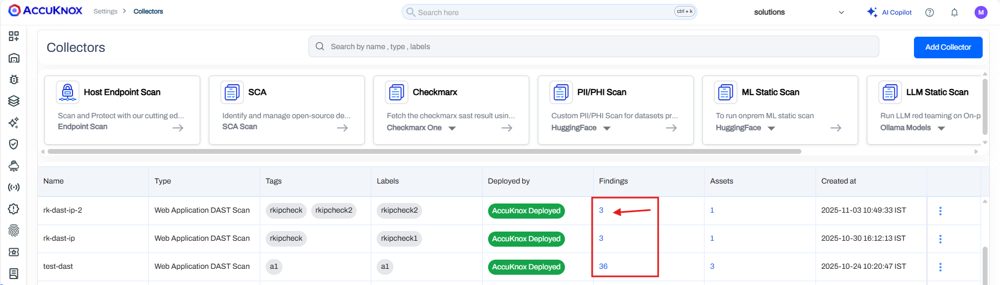 ACCUKNOX
Settings > Collectors
Search here
ctrl + k
solutions
AI Copilot
M
Collectors
Search by name , type , labels
Add Collector
Host Endpoint Scan
Scan and Protect with our cutting ed...
Endpoint Scan
SCA
Identify and manage open-source de...
SCA Scan
Checkmarx
Fetch the checkmarx sast result usin...
Checkmarx One
PII/PHI Scan
Custom PII/PHI Scan for datasets pr...
HuggingFace
ML Static Scan
To run onprem ML static scan
HuggingFace
LLM Static Scan
Run LLM red teaming on On-p
Ollama Models
Name Type Tags Labels Deployed by Findings Assets Created at
rk-dast-ip-2 Web Application DAST Scan rkipcheck rkipcheck2 rkipcheck2 AccuKnox Deployed 3 1 2025-11-03 10:49:33 IST
rk-dast-ip Web Application DAST Scan rkipcheck rkipcheck1 AccuKnox Deployed 3 1 2025-10-30 16:12:13 IST
test-dast Web Application DAST Scan a1 a1 AccuKnox Deployed 36 3 2025-10-24 10:20:47 IST